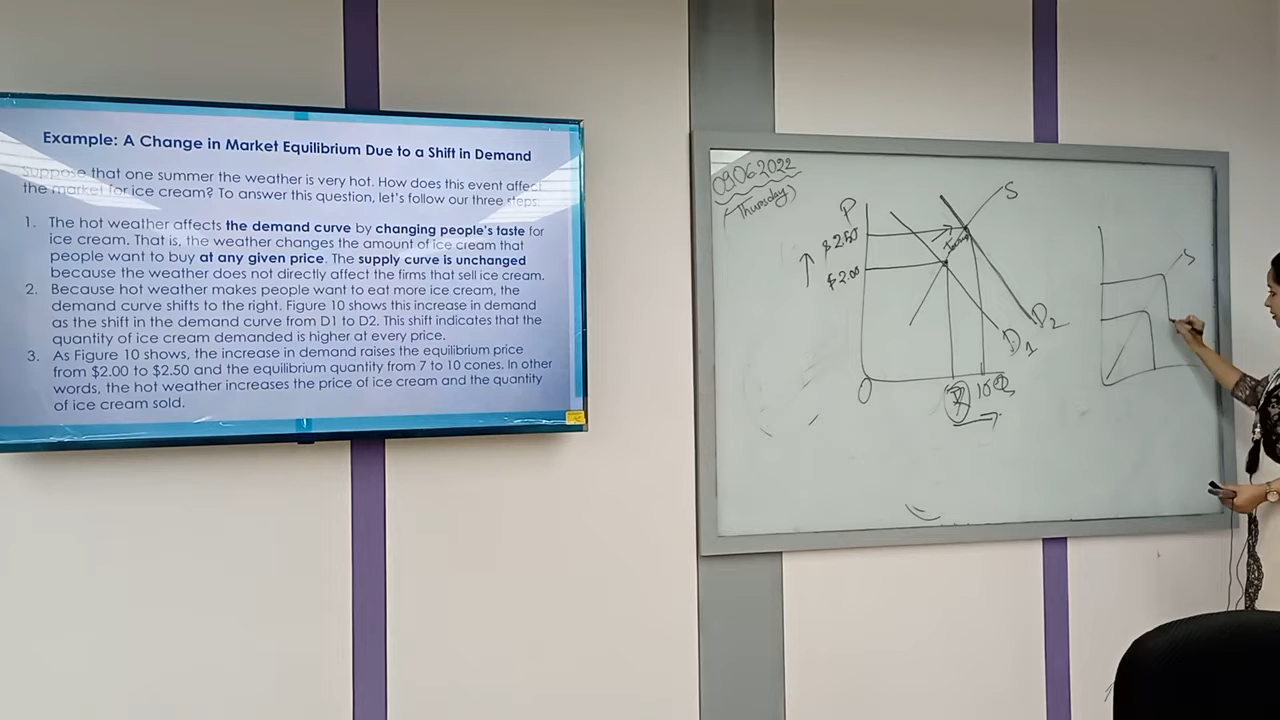 Example: A Change in Market Equilibrium Due to a Shift in Demand
Suppose that one summer the weather is very hot. How does this event affect
the market for ice cream? To answer this question, let's follow our three steps
1. The hot weather affects the demand curve by changing people's taste for
ice cream. That is, the weather changes the amount of ice cream that
people want to buy at any given price. The supply curve is unchanged
because the weather does not directly affect the firms that sell ice cream.
2. Because hot weather makes people want to eat more ice cream, the
demand curve shifts to the right. Figure 10 shows this increase in demand
as the shift in the demand curve from D1 to D2. This shift indicates that the
quantity of ice cream demanded is higher at every price.
3. As Figure 10 shows, the increase in demand raises the equilibrium price
from $2.00 to $2.50 and the equilibrium quantity from 7 to 10 cones. In other
words, the hot weather increases the price of ice cream and the quantity
of ice cream sold.
09.06.2022
(Thursday)
P
S
$2.50
$2.00
D2
D1
0
7 10 Q
S